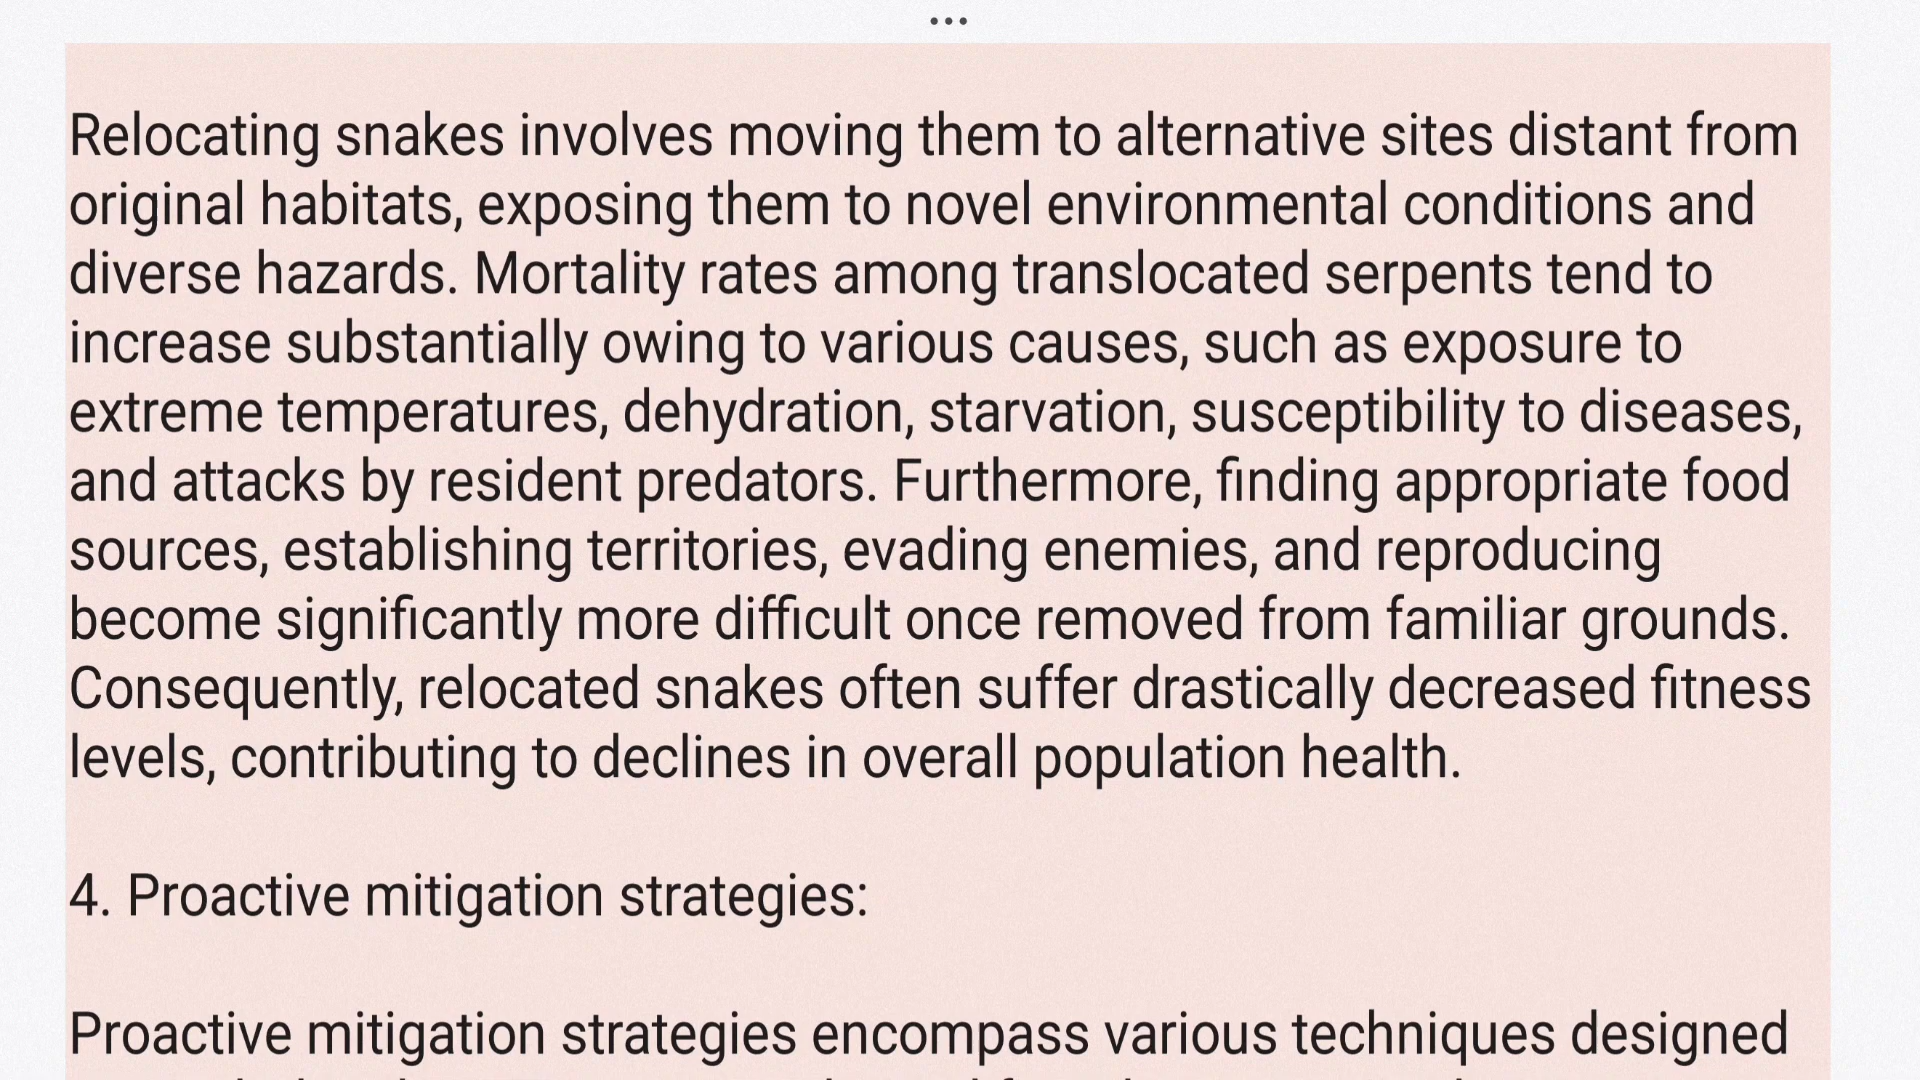 Relocating snakes involves moving them to alternative sites distant from
original habitats, exposing them to novel environmental conditions and
diverse hazards. Mortality rates among translocated serpents tend to
increase substantially owing to various causes, such as exposure to
extreme temperatures, dehydration, starvation, susceptibility to diseases,
and attacks by resident predators. Furthermore, finding appropriate food
sources, establishing territories, evading enemies, and reproducing
become significantly more difficult once removed from familiar grounds.
Consequently, relocated snakes often suffer drastically decreased fitness
levels, contributing to declines in overall population health.
4. Proactive mitigation strategies:
Proactive mitigation strategies encompass various techniques designed